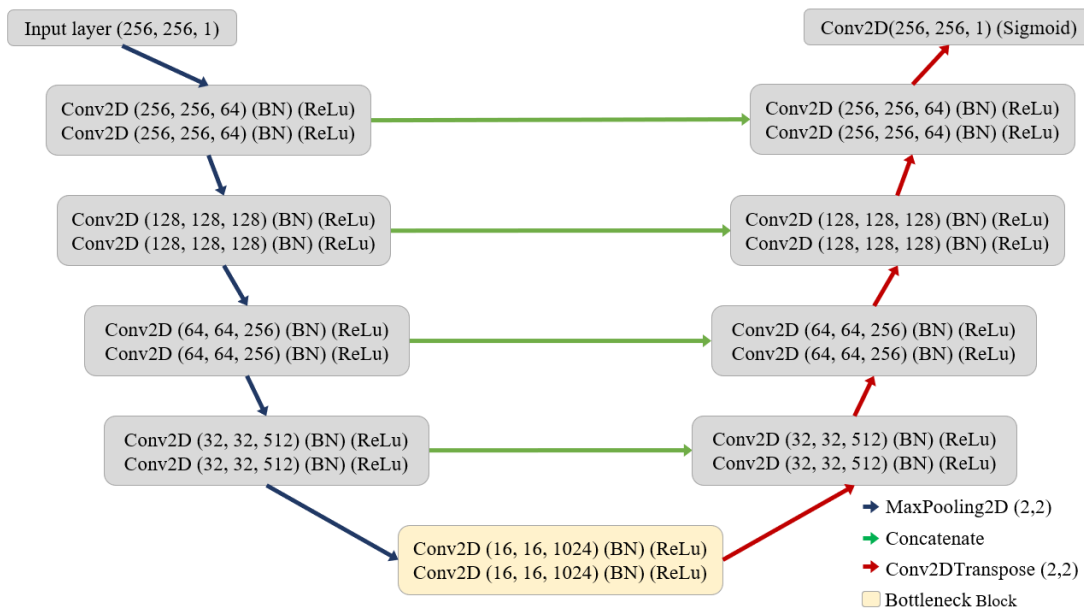 Input layer (256, 256, 1)
Conv2D(256, 256, 1) (Sigmoid)
Conv2D (256, 256, 64) (BN) (ReLu)
Conv2D (256, 256, 64) (BN) (ReLu)
Conv2D (256, 256, 64) (BN) (ReLu)
Conv2D (256, 256, 64) (BN) (ReLu)
Conv2D (128, 128, 128) (BN) (ReLu)
Conv2D (128, 128, 128) (BN) (ReLu)
Conv2D (128, 128, 128) (BN) (ReLu)
Conv2D (128, 128, 128) (BN) (ReLu)
Conv2D (64, 64, 256) (BN) (ReLu)
Conv2D (64, 64, 256) (BN) (ReLu)
Conv2D (64, 64, 256) (BN) (ReLu)
Conv2D (64, 64, 256) (BN) (ReLu)
Conv2D (32, 32, 512) (BN) (ReLu)
Conv2D (32, 32, 512) (BN) (ReLu)
Conv2D (32, 32, 512) (BN) (ReLu)
Conv2D (32, 32, 512) (BN) (ReLu)
Conv2D (16, 16, 1024) (BN) (ReLu)
Conv2D (16, 16, 1024) (BN) (ReLu)
MaxPooling2D (2,2)
Concatenate
Conv2DTranspose (2,2)
Bottleneck Block